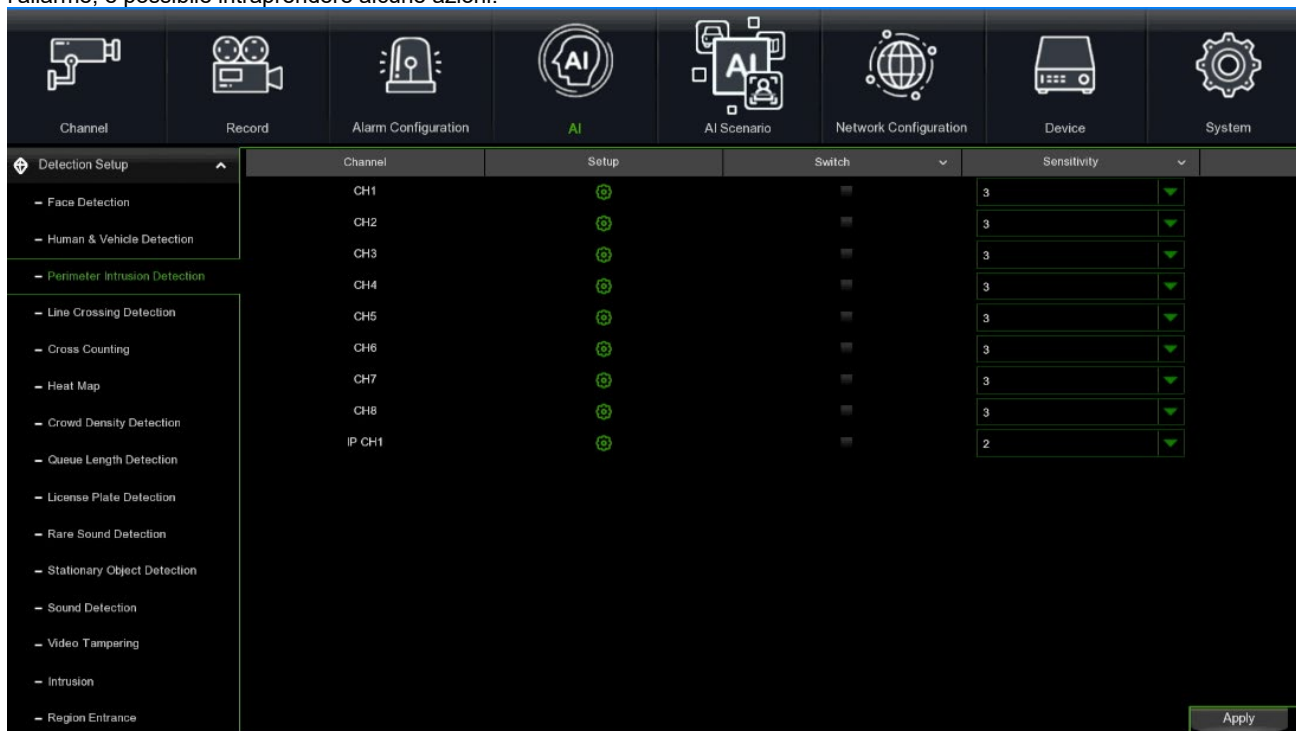 l'allarme, è possibile intraprendere alcune azioni.
AI
AI
Channel Record Alarm Configuration AI AI Scenario Network Configuration Device System
Detection Setup Channel Setup Switch Sensitivity
Face Detection
Human & Vehicle Detection
Perimeter Intrusion Detection
Line Crossing Detection
Cross Counting
Heat Map
Crowd Density Detection
Queue Length Detection
License Plate Detection
Rare Sound Detection
Stationary Object Detection
Sound Detection
Video Tampering
Intrusion
Region Entrance
CH1 3
CH2 3
CH3 3
CH4 3
CH5 3
CH6 3
CH7 3
CH8 3
IP CH1 2
Apply